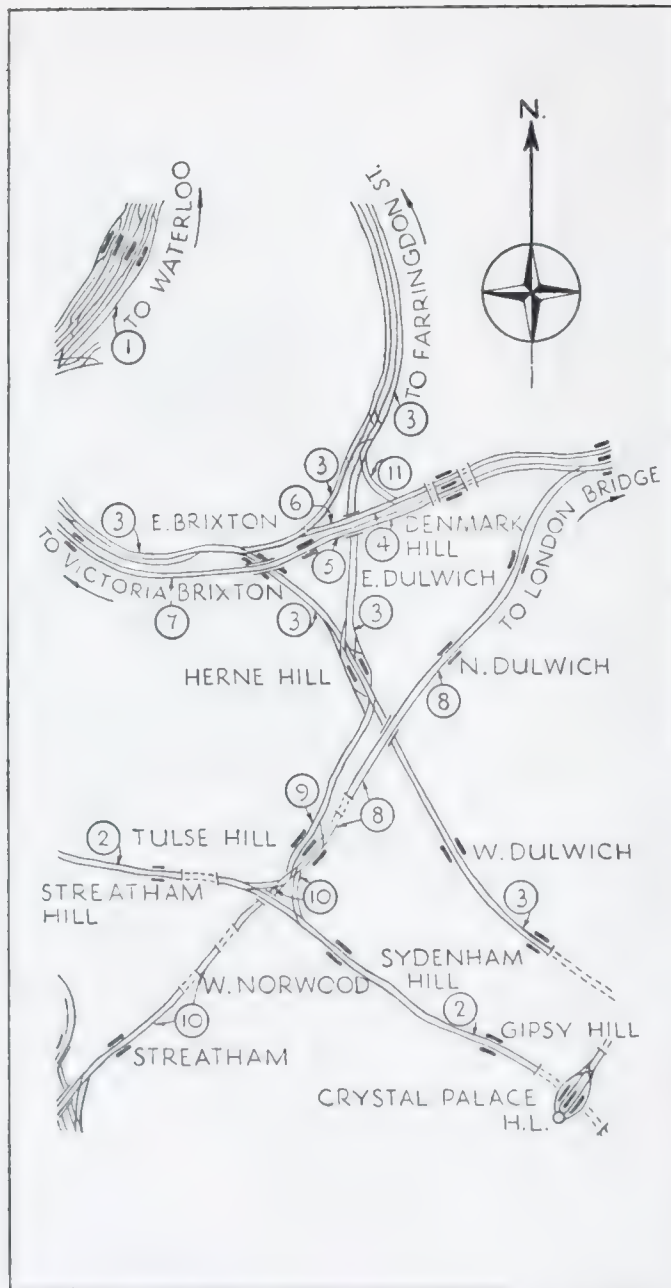 N.
TO WATERLOO
1
TO FARRINGDON ST.
3
3
11
6
E. BRIXTON
3
DENMARK
HILL
4
5
E. DULWICH
TO LONDON BRIDGE
TO VICTORIA
BRIXTON
7
3
3
HERNE HILL
N. DULWICH
8
9
8
2
TULSE HILL
W. DULWICH
STREATHAM
HILL
10
3
SYDENHAM
HILL
W. NORWOOD
2
GIPSY HILL
10
STREATHAM
CRYSTAL PALACE
H.L.